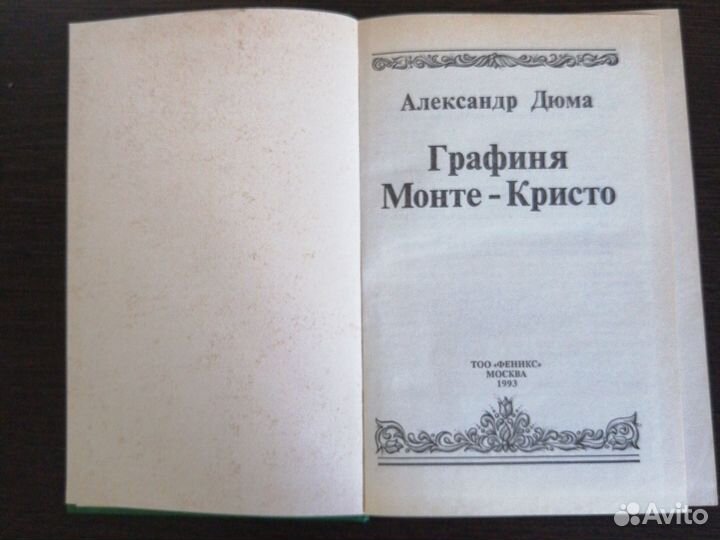 Александр Дюма
Графиня
Монте-Кристо
ТОО «ФЕНИКС»
МОСКВА
1993
Avito